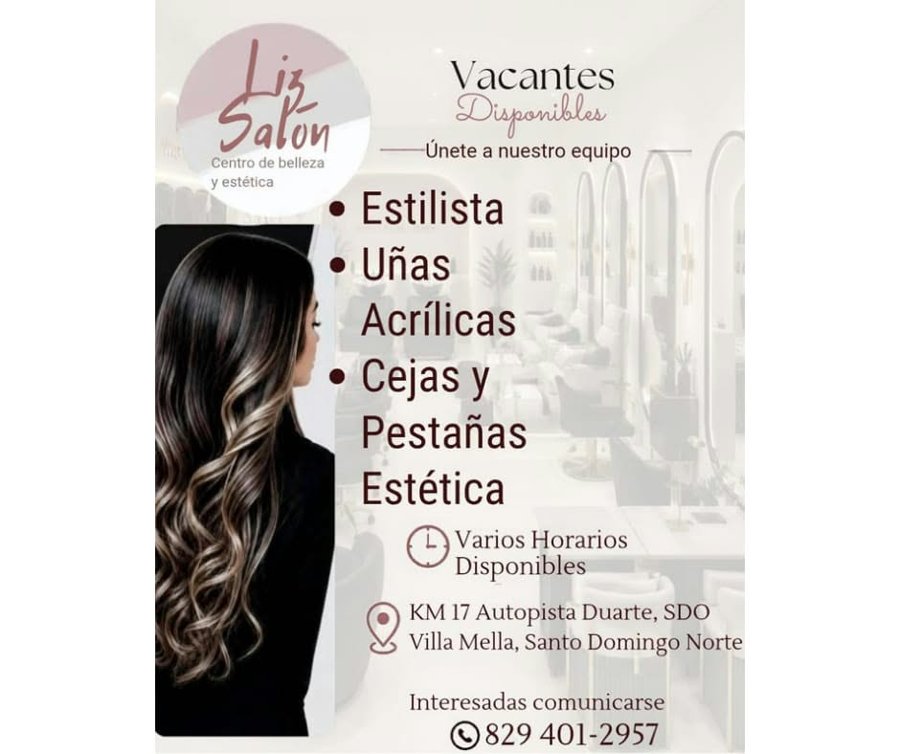 Liz
Salón
Centro de belleza
y estética
Vacantes
Disponibles
Únete a nuestro equipo
• Estilista
• Uñas
Acrílicas
• Cejas y
Pestañas
Estética
Varios Horarios
Disponibles
KM 17 Autopista Duarte, SDO
Villa Mella, Santo Domingo Norte
Interesadas comunicarse
829 401-2957